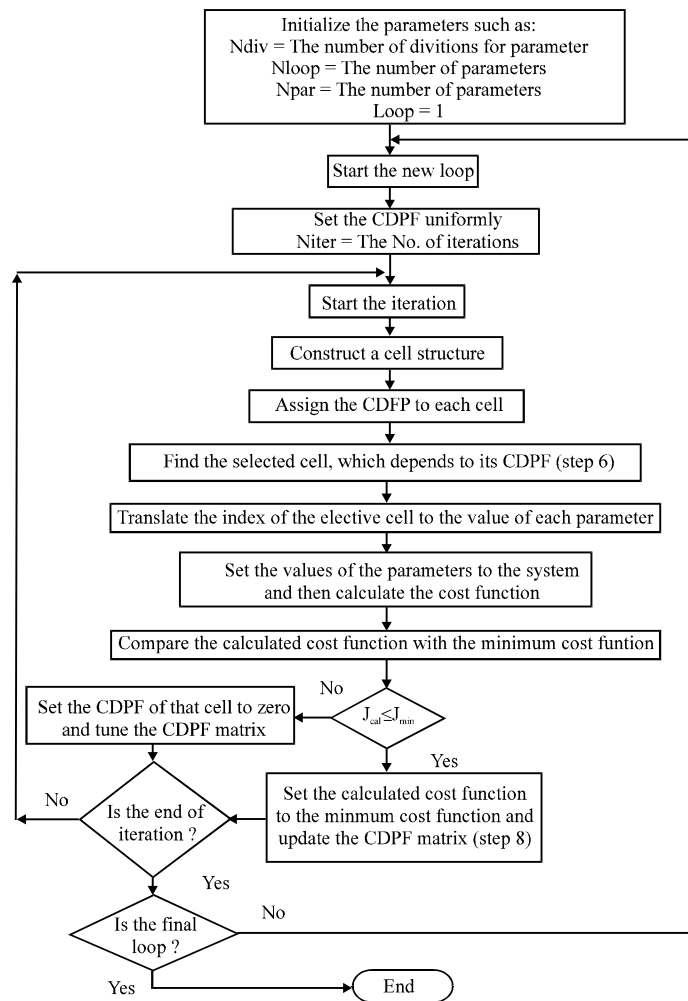 Initialize the parameters such as:
Ndiv = The number of divitions for parameter
Nloop = The number of parameters
Npar = The number of parameters
Loop = 1
Start the new loop
Set the CDPF uniformly
Niter = The No. of iterations
Start the iteration
Construct a cell structure
Assign the CDFP to each cell
Find the selected cell, which depends to its CDPF (step 6)
Translate the index of the elective cell to the value of each parameter
Set the values of the parameters to the system
and then calculate the cost function
Compare the calculated cost function with the minimum cost funtion
No
Set the CDPF of that cell to zero
and tune the CDPF matrix
Jcal≤Jmin
Yes
Set the calculated cost function
to the minmum cost function and
update the CDPF matrix (step 8)
No
Is the end of
iteration ?
Yes
Is the final
loop ?
No
Yes
End